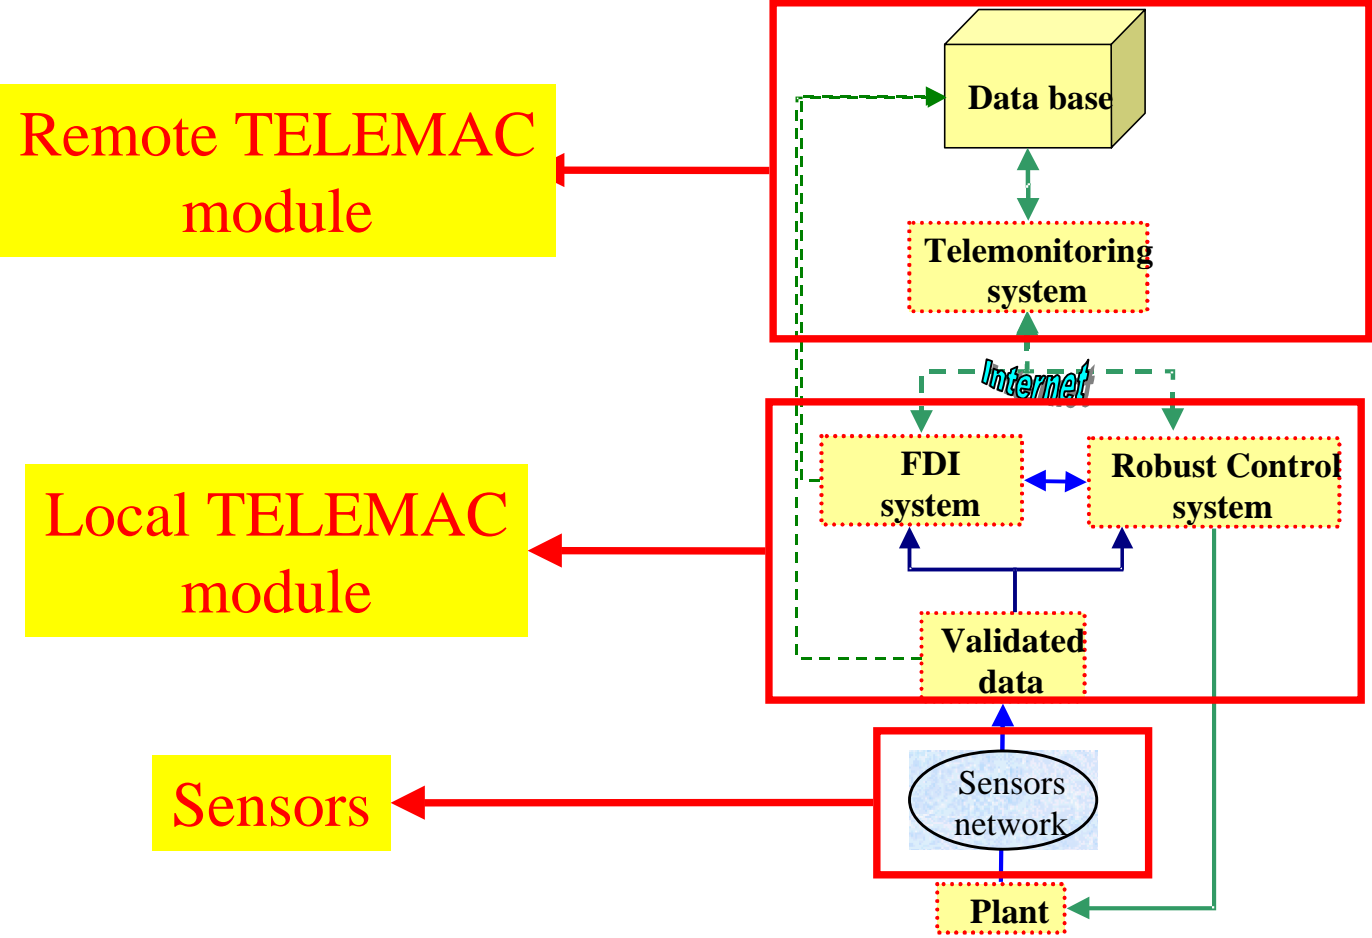 Data base
Remote TELEMAC
module
Telemonitoring
system
Internet
FDI
system
Robust Control
system
Local TELEMAC
module
Validated
data
Sensors
Sensors
network
Plant